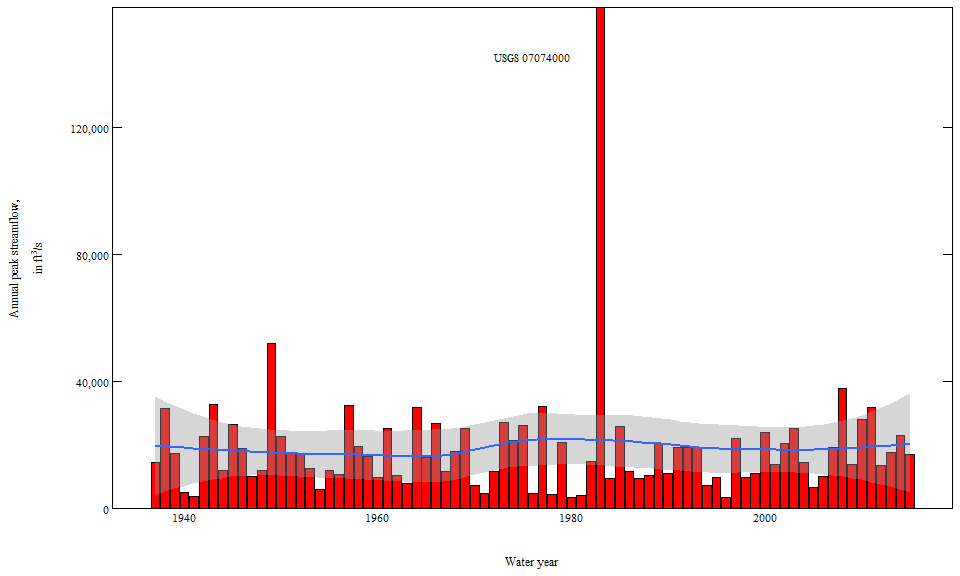 USGS 07074000
120,000
80,000
40,000
0
Annual peak streamflow,
in ft³/s
1940 1960 1980 2000
Water year